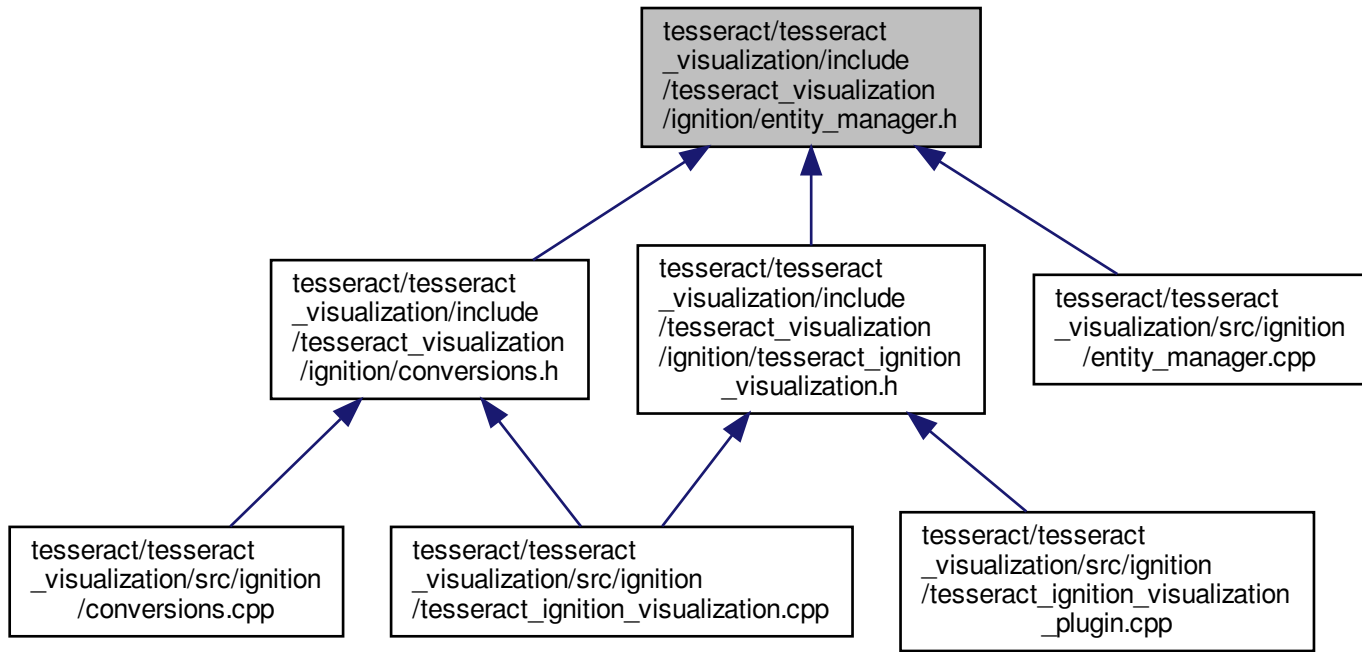 tesseract/tesseract
_visualization/include
/tesseract_visualization
/ignition/entity_manager.h
tesseract/tesseract
_visualization/include
/tesseract_visualization
/ignition/conversions.h
tesseract/tesseract
_visualization/include
/tesseract_visualization
/ignition/tesseract_ignition
_visualization.h
tesseract/tesseract
_visualization/src/ignition
/entity_manager.cpp
tesseract/tesseract
_visualization/src/ignition
/conversions.cpp
tesseract/tesseract
_visualization/src/ignition
/tesseract_ignition_visualization.cpp
tesseract/tesseract
_visualization/src/ignition
/tesseract_ignition_visualization
_plugin.cpp